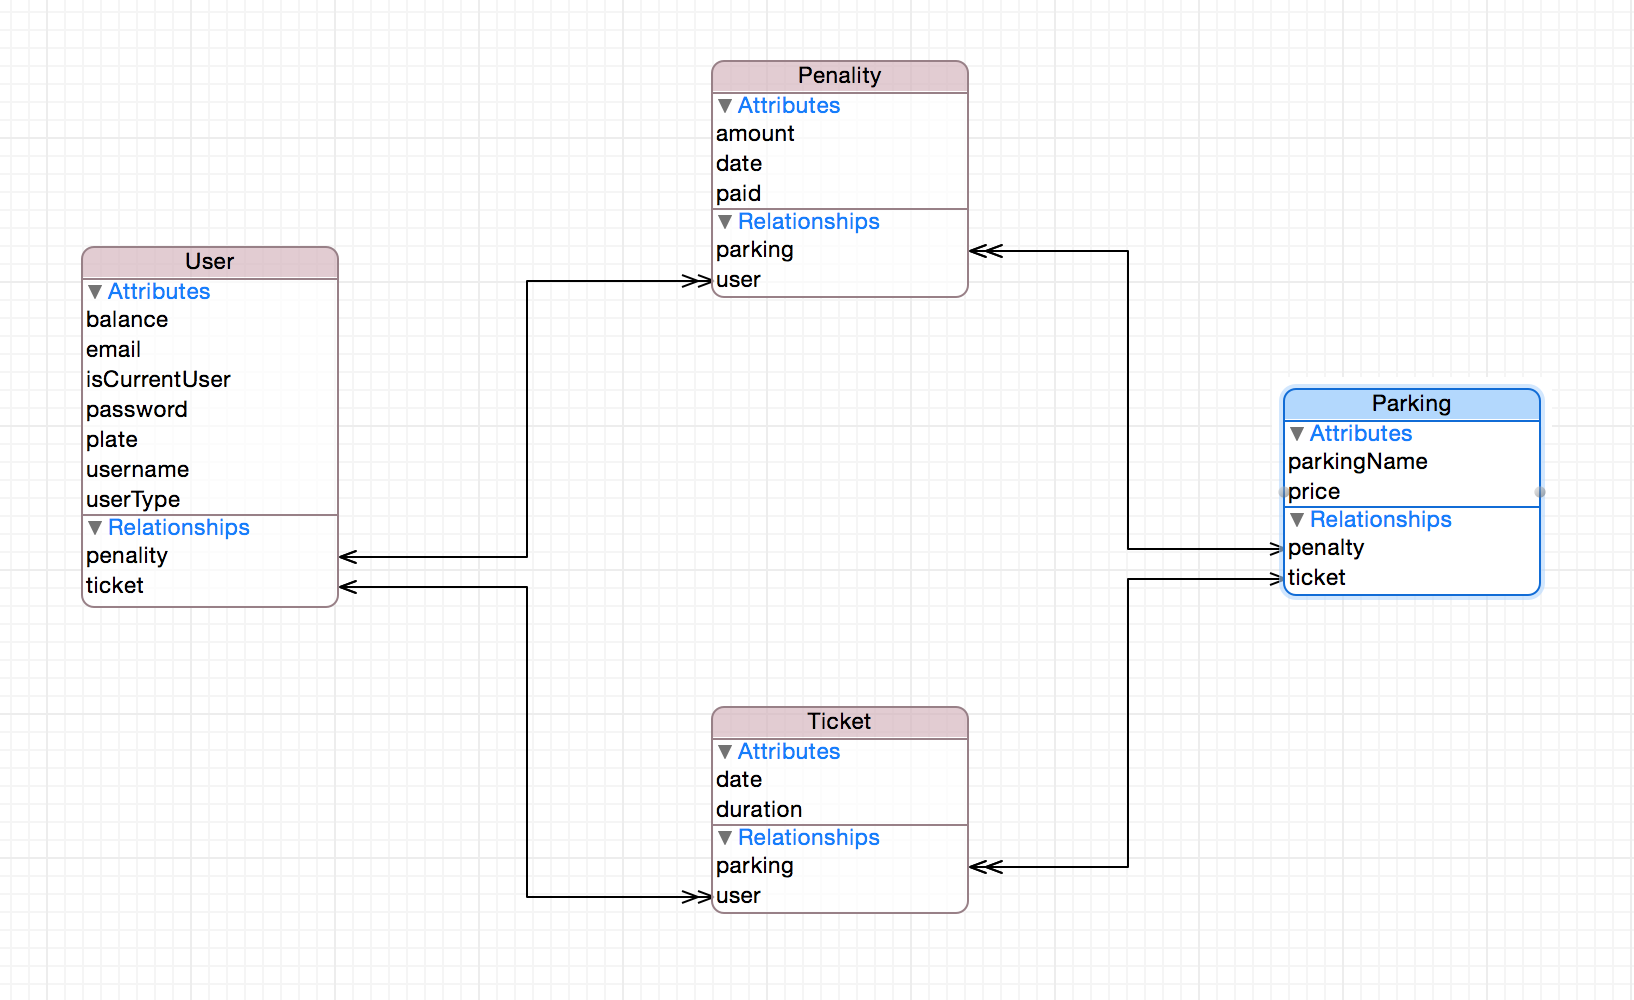 Penality
Attributes
amount
date
paid
Relationships
parking
user
User
Attributes
balance
email
isCurrentUser
password
plate
username
userType
Relationships
penality
ticket
Parking
Attributes
parkingName
price
Relationships
penalty
ticket
Ticket
Attributes
date
duration
Relationships
parking
user